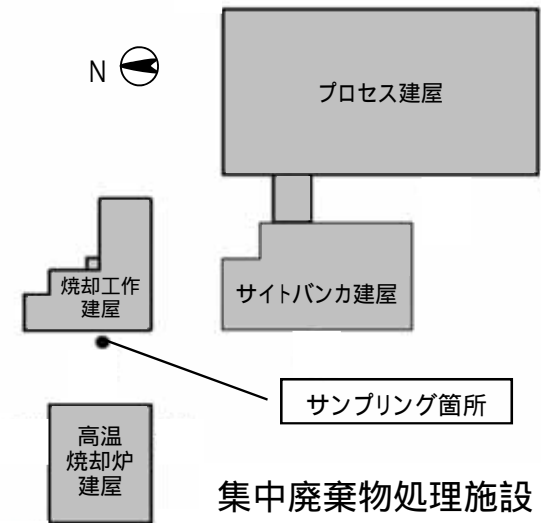 N
プロセス建屋
焼却工作
建屋
サイトバンカ建屋
サンプリング箇所
高温
焼却炉
建屋
集中廃棄物処理施設